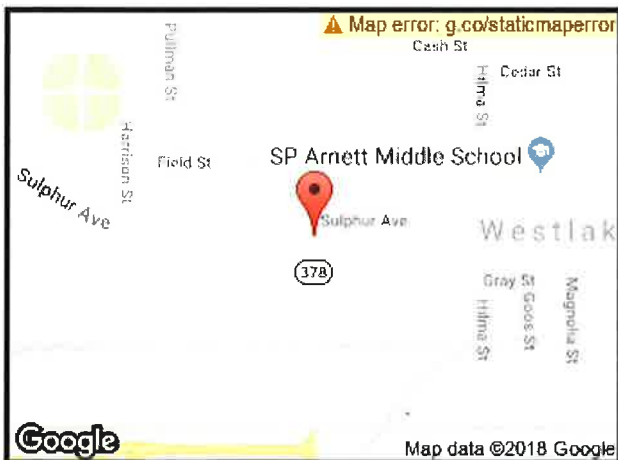 Map error: g.co/staticmaperror
Cash St
Pullman St
Hilma St
Cedar St
Harrison St
Field St
SP Arnett Middle School
Sulphur Ave
Sulphur Ave
Westlak
378
Gray St
Hilma St
Goos St
Magnolia St
Google
Map data ©2018 Google